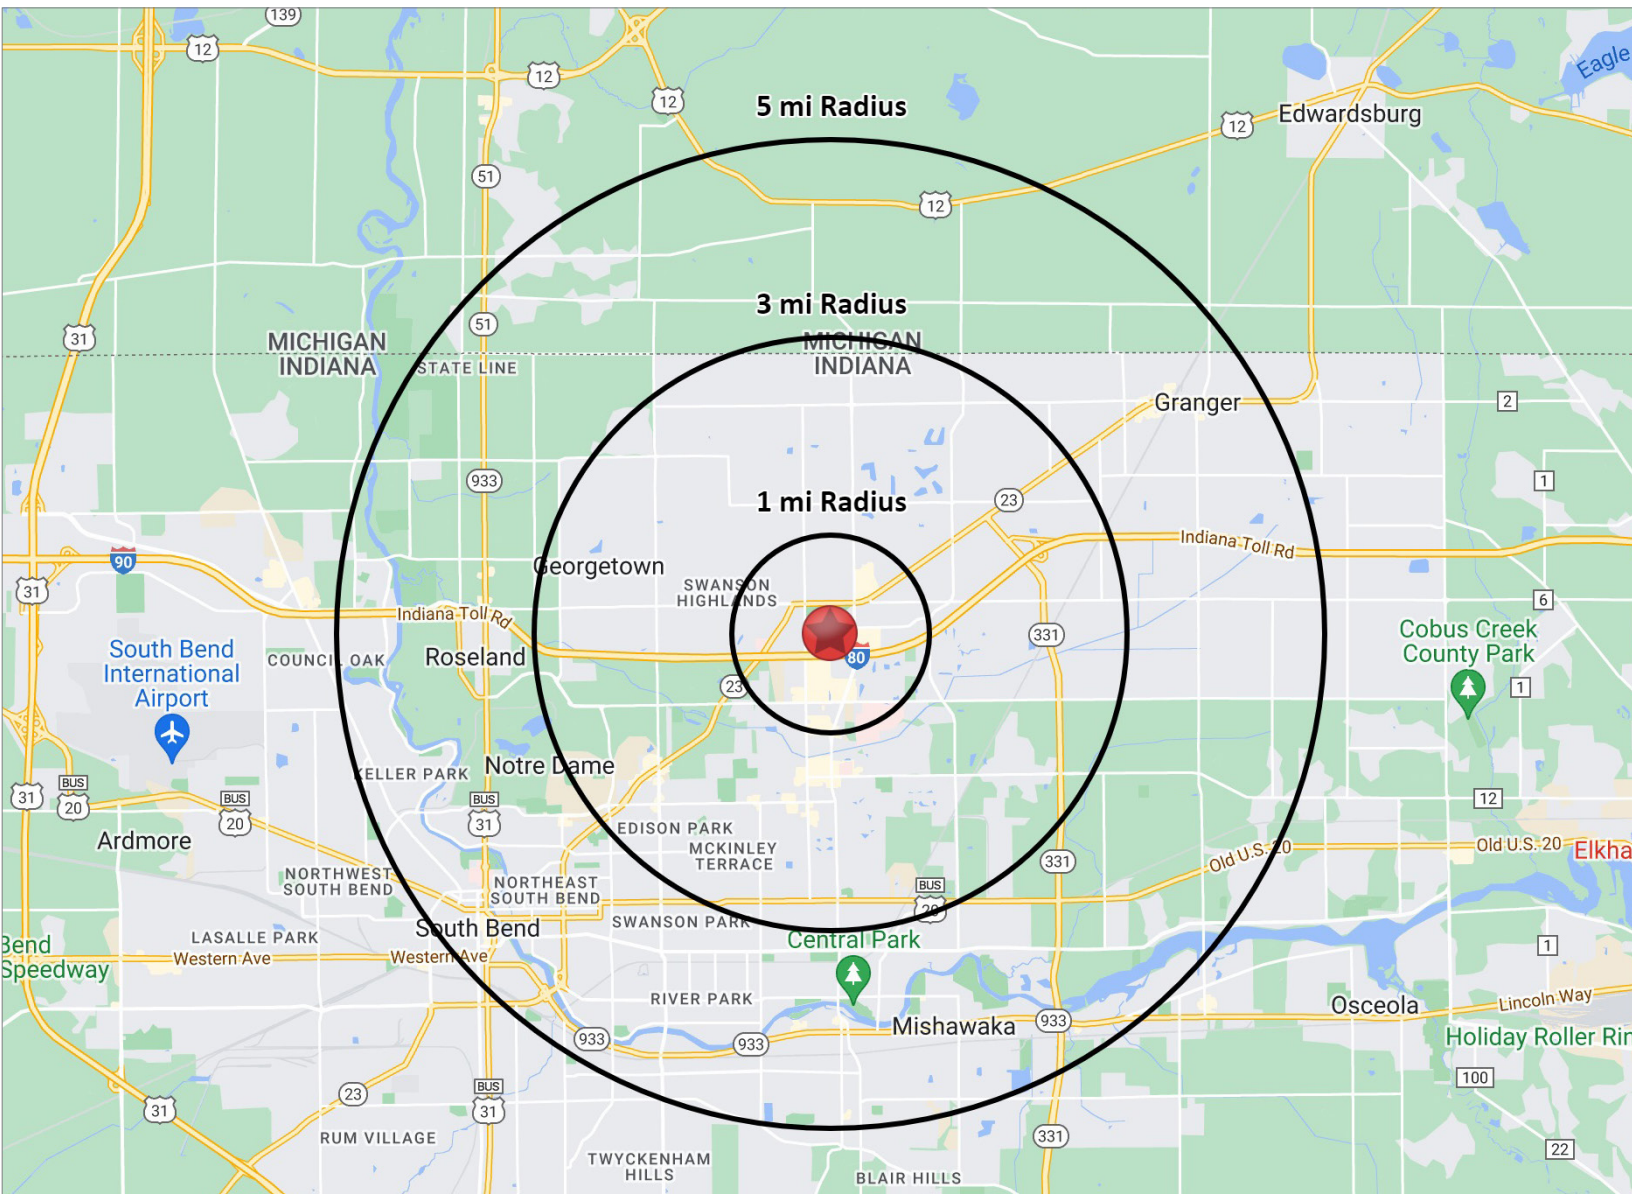 139
12
12
12
5 mi Radius
Eagle
Edwardsburg
12
51
12
3 mi Radius
31
51
MICHIGAN
INDIANA
MICHIGAN
INDIANA
STATE LINE
Granger
2
933
1 mi Radius
23
1
90
Indiana Toll Rd
Georgetown
SWANSON
HIGHLANDS
31
6
Indiana Toll Rd
331
Cobus Creek
County Park
South Bend
International
Airport
COUNCIL OAK
Roseland
80
23
1
KELLER PARK
Notre Dame
31
BUS
20
BUS
20
BUS
31
12
Ardmore
EDISON PARK
MCKINLEY
TERRACE
331
Old U.S. 20
Old U.S. 20
Elkha
NORTHWEST
SOUTH BEND
NORTHEAST
SOUTH BEND
BUS
20
SWANSON PARK
South Bend
LASALLE PARK
Central Park
Bend
Speedway
Western Ave
Western Ave
1
RIVER PARK
Mishawaka
933
933
933
Osceola
Lincoln Way
Holiday Roller Rin
100
23
31
BUS
31
RUM VILLAGE
331
22
TWYCKENHAM
HILLS
BLAIR HILLS